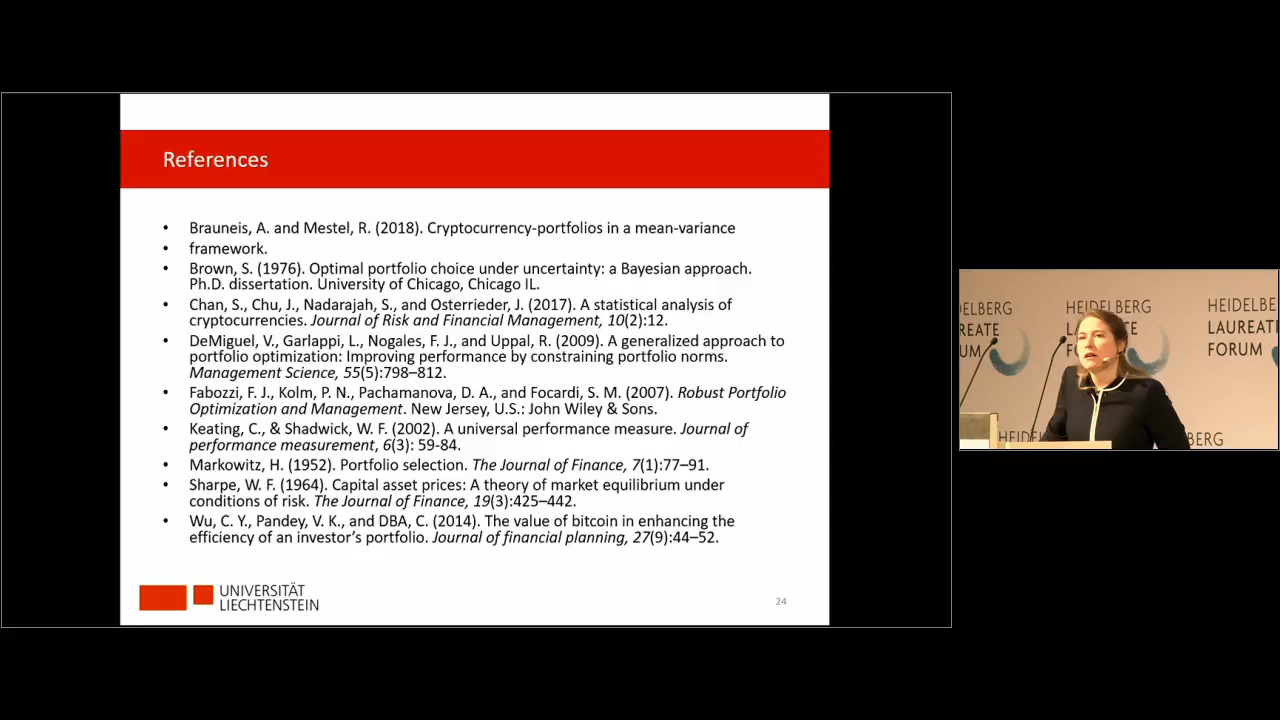 References
• Brauneis, A. and Mestel, R. (2018). Cryptocurrency-portfolios in a mean-variance
• framework.
• Brown, S. (1976). Optimal portfolio choice under uncertainty: a Bayesian approach.
Ph.D. dissertation. University of Chicago, Chicago IL.
• Chan, S., Chu, J., Nadarajah, S., and Osterrieder, J. (2017). A statistical analysis of
cryptocurrencies. Journal of Risk and Financial Management, 10(2):12.
• DeMiguel, V., Garlappi, L., Nogales, F. J., and Uppal, R. (2009). A generalized approach to
portfolio optimization: Improving performance by constraining portfolio norms.
Management Science, 55(5):798–812.
• Fabozzi, F. J., Kolm, P. N., Pachamanova, D. A., and Focardi, S. M. (2007). Robust Portfolio
Optimization and Management. New Jersey, U.S.: John Wiley & Sons.
• Keating, C., & Shadwick, W. F. (2002). A universal performance measure. Journal of
performance measurement, 6(3): 59-84.
• Markowitz, H. (1952). Portfolio selection. The Journal of Finance, 7(1):77–91.
• Sharpe, W. F. (1964). Capital asset prices: A theory of market equilibrium under
conditions of risk. The Journal of Finance, 19(3):425–442.
• Wu, C. Y., Pandey, V. K., and DBA, C. (2014). The value of bitcoin in enhancing the
efficiency of an investor's portfolio. Journal of financial planning, 27(9):44–52.
UNIVERSITÄT
LIECHTENSTEIN
24
ELBERG
REATE
UM
HEIDELBERG
LAUREATE
FORUM
HEIDELBE
LAUREAT
FORUM
HEIDEL
BERG